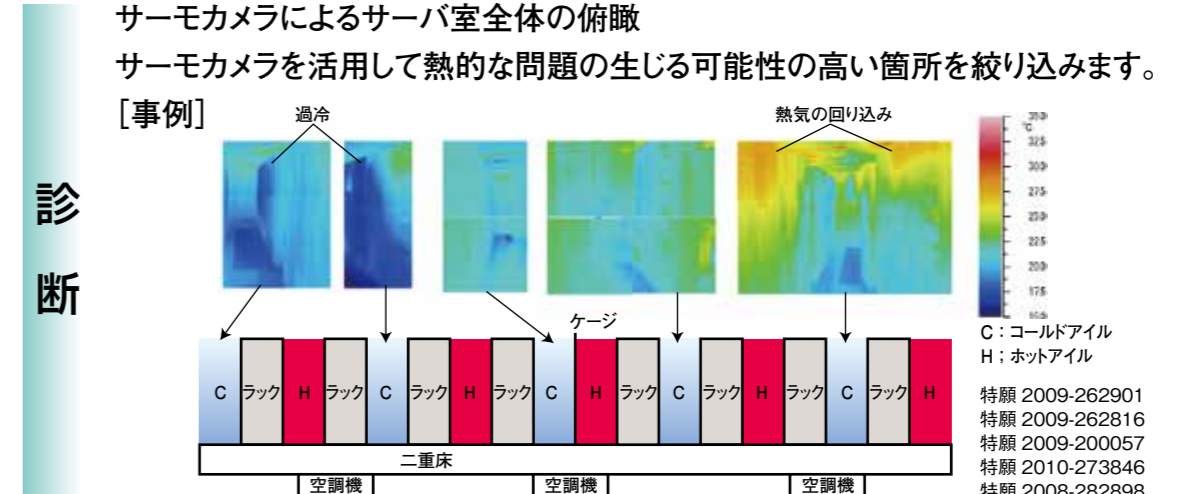 サーモカメラによるサーバ室全体の俯瞰
サーモカメラを活用して熱的な問題の生じる可能性の高い箇所を絞り込みます。
［事例］
過冷
熱気の回り込み
診断
℃
325
300
275
250
225
200
175
ケージ
C：コールドアイル
H；ホットアイル
C ラック H ラック C ラック H ラック C H ラック C ラック H ラック C ラック H
二重床
空調機 空調機 空調機
特願 2009-262901
特願 2009-262816
特願 2009-200057
特願 2010-273846
特願 2008-282898